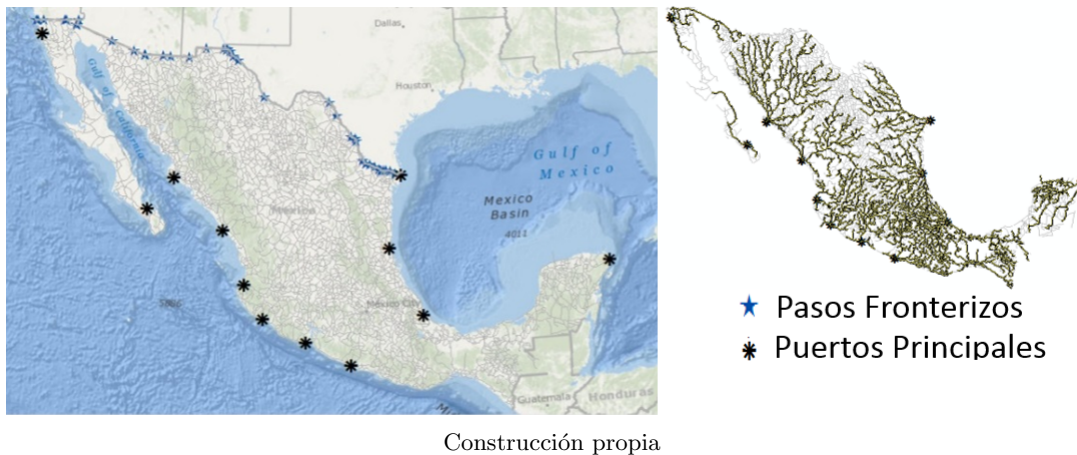 Dallas
Houston
Gulf of California
Gulf of
Mexico
Mexico
Basin
4011
México City
Guatemala
Honduras
Pasos Fronterizos
Puertos Principales
Construcción propia